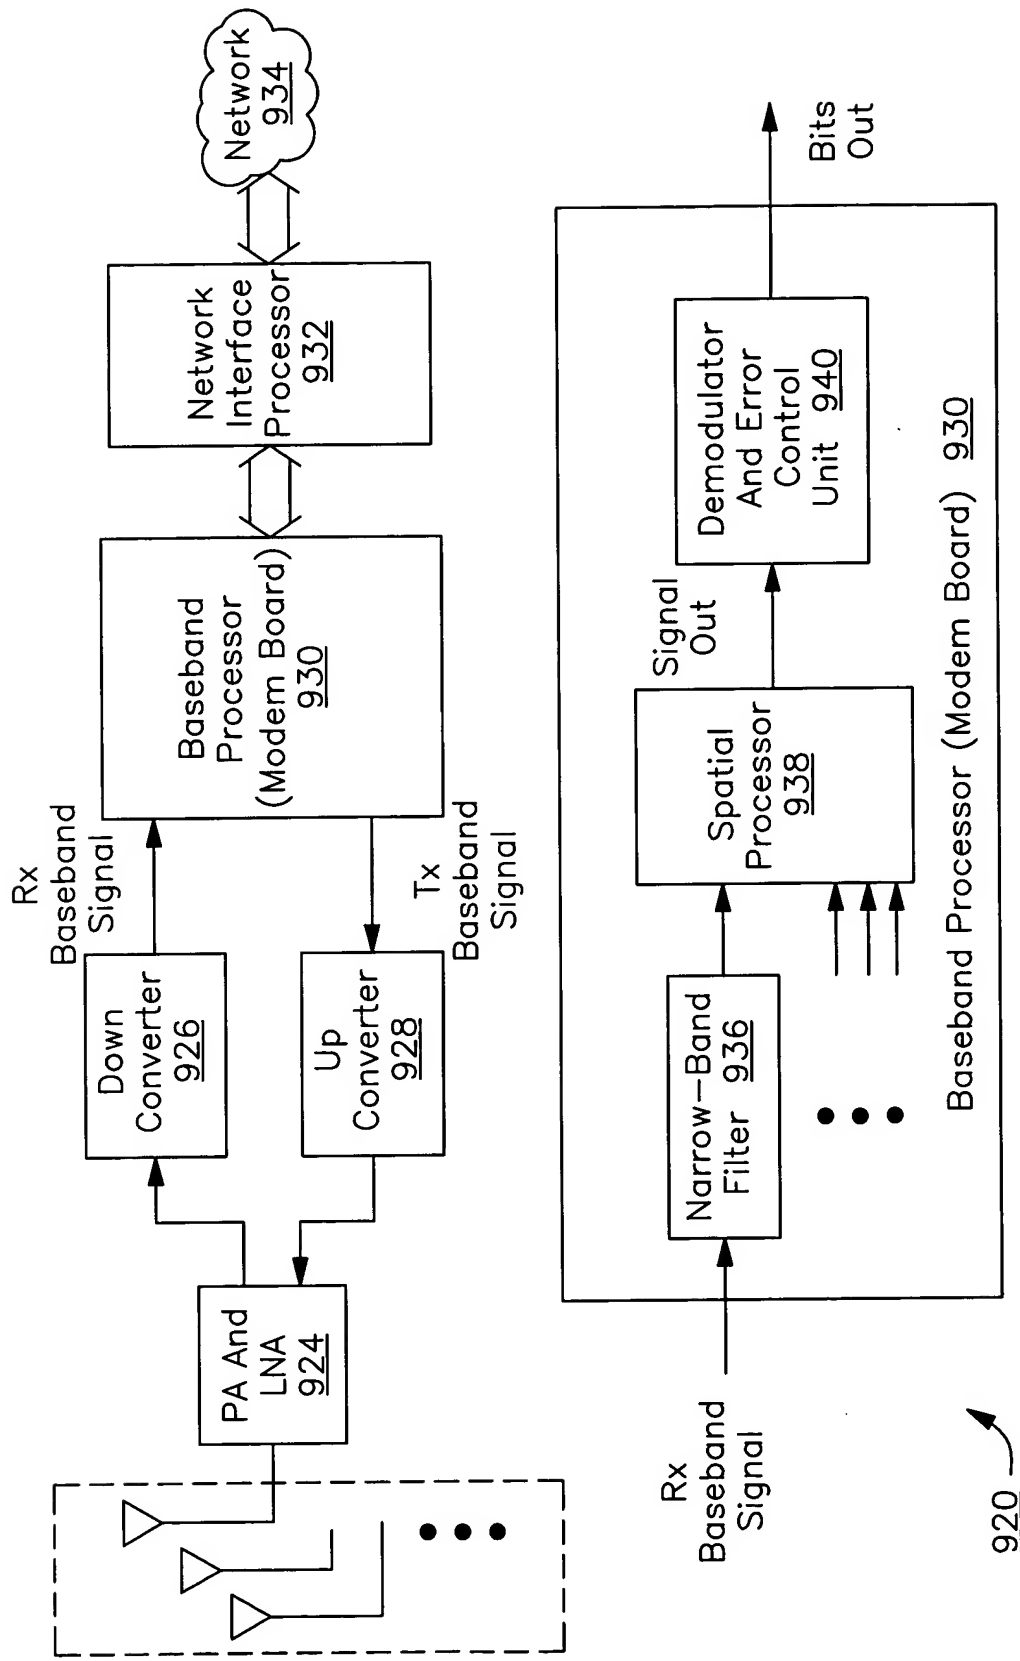 PA And
LNA
924
Down
Converter
926
Up
Converter
928
Rx
Baseband
Signal
Tx
Baseband
Signal
Baseband
Processor
(Modem Board)
930
Network
Interface
Processor
932
Network
934
Rx
Baseband
Signal
Narrow-Band
Filter 936
Spatial
Processor
938
Signal
Out
Demodulator
And Error
Control
Unit 940
Bits
Out
Baseband Processor (Modem Board) 930
920